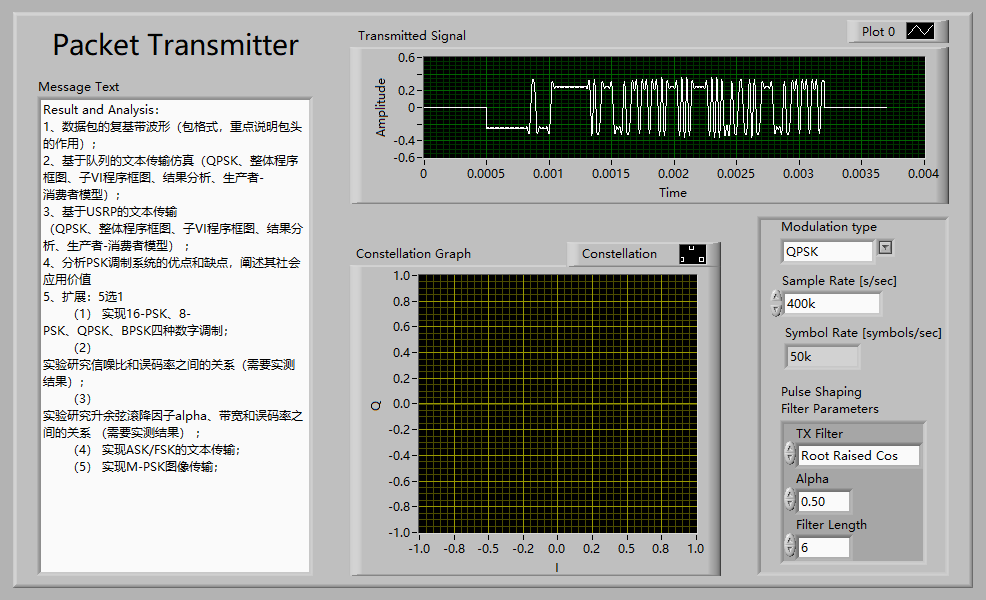 Packet Transmitter
Message Text
Result and Analysis:
1、数据包的复基带波形（包格式，重点说明包头
的作用）;
2、基于队列的文本传输仿真（QPSK、整体程序
框图、子VI程序框图、结果分析、生产者-
消费者模型）;
3、基于USRP的文本传输
（QPSK、整体程序框图、子VI程序框图、结果分
析、生产者-消费者模型） ;
4、分析PSK调制系统的优点和缺点，阐述其社会
应用价值
5、扩展：5选1
（1） 实现16-PSK、8-
PSK、QPSK、BPSK四种数字调制;
（2）
实验研究信噪比和误码率之间的关系（需要实测
结果）;
（3）
实验研究升余弦滚降因子alpha、带宽和误码率之
间的关系 （需要实测结果） ;
（4） 实现ASK/FSK的文本传输;
（5） 实现M-PSK图像传输;
Transmitted Signal
Plot 0
Amplitude
0.6
0.2
0
-0.4
-0.6
0 0.0005 0.001 0.0015 0.002 0.0025 0.003 0.0035 0.004
Time
Constellation Graph
Constellation
Q
1.0
0.8
0.6
0.4
0.2
0.0
-0.2
-0.4
-0.6
-0.8
-1.0
-1.0 -0.8 -0.5 -0.2 0.0 0.2 0.5 0.8 1.0
I
Modulation type
QPSK
Sample Rate [s/sec]
400k
Symbol Rate [symbols/sec]
50k
Pulse Shaping
Filter Parameters
TX Filter
Root Raised Cos
Alpha
0.50
Filter Length
6